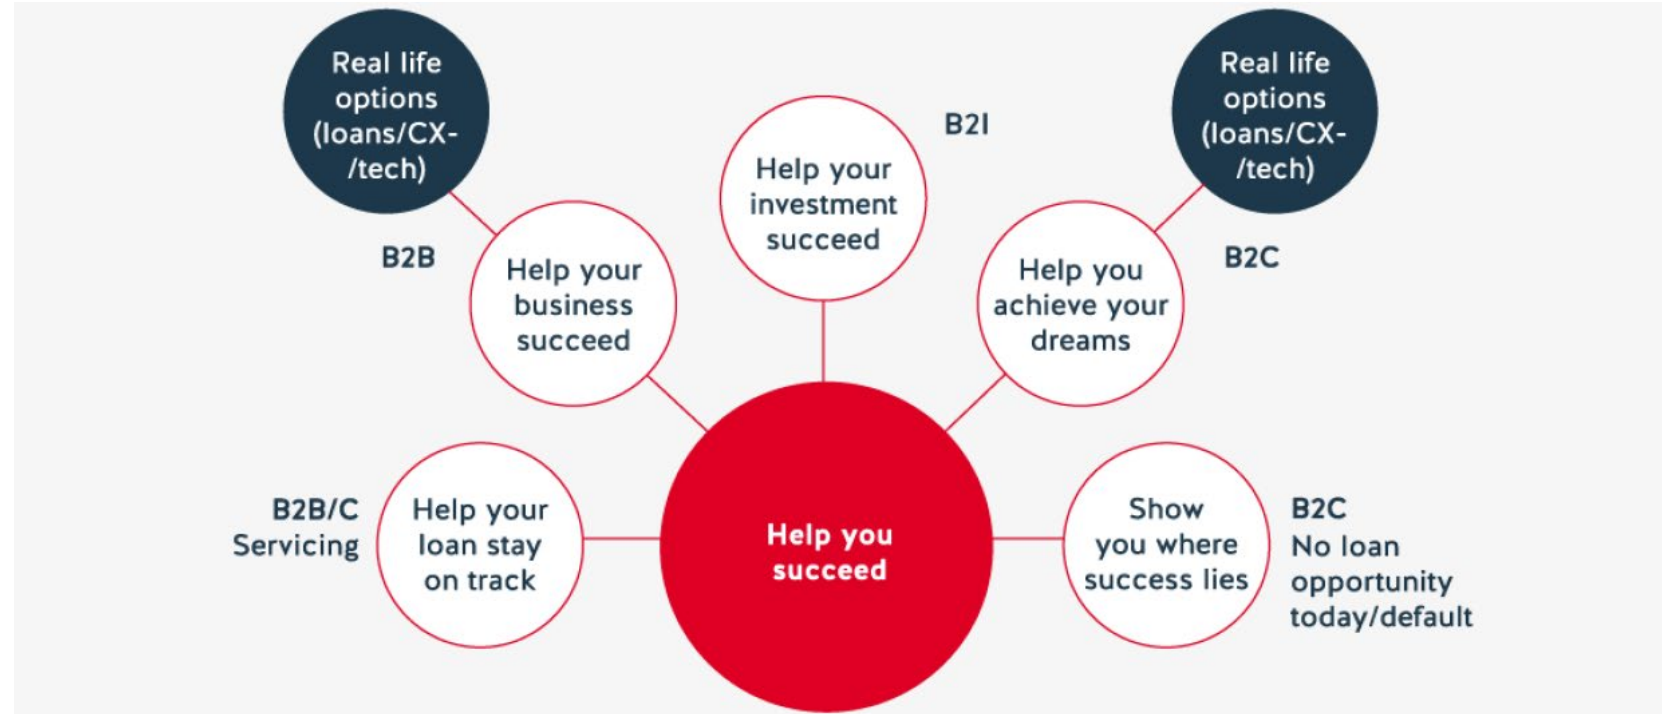 Real life
options
(loans/CX-
/tech)
B2B
Help your
business
succeed
Help your
investment
succeed
B2I
Real life
options
(loans/CX-
/tech)
B2C
Help you
achieve your
dreams
B2B/C
Servicing
Help your
loan stay
on track
Help you
succeed
Show
you where
success lies
B2C
No loan
opportunity
today/default